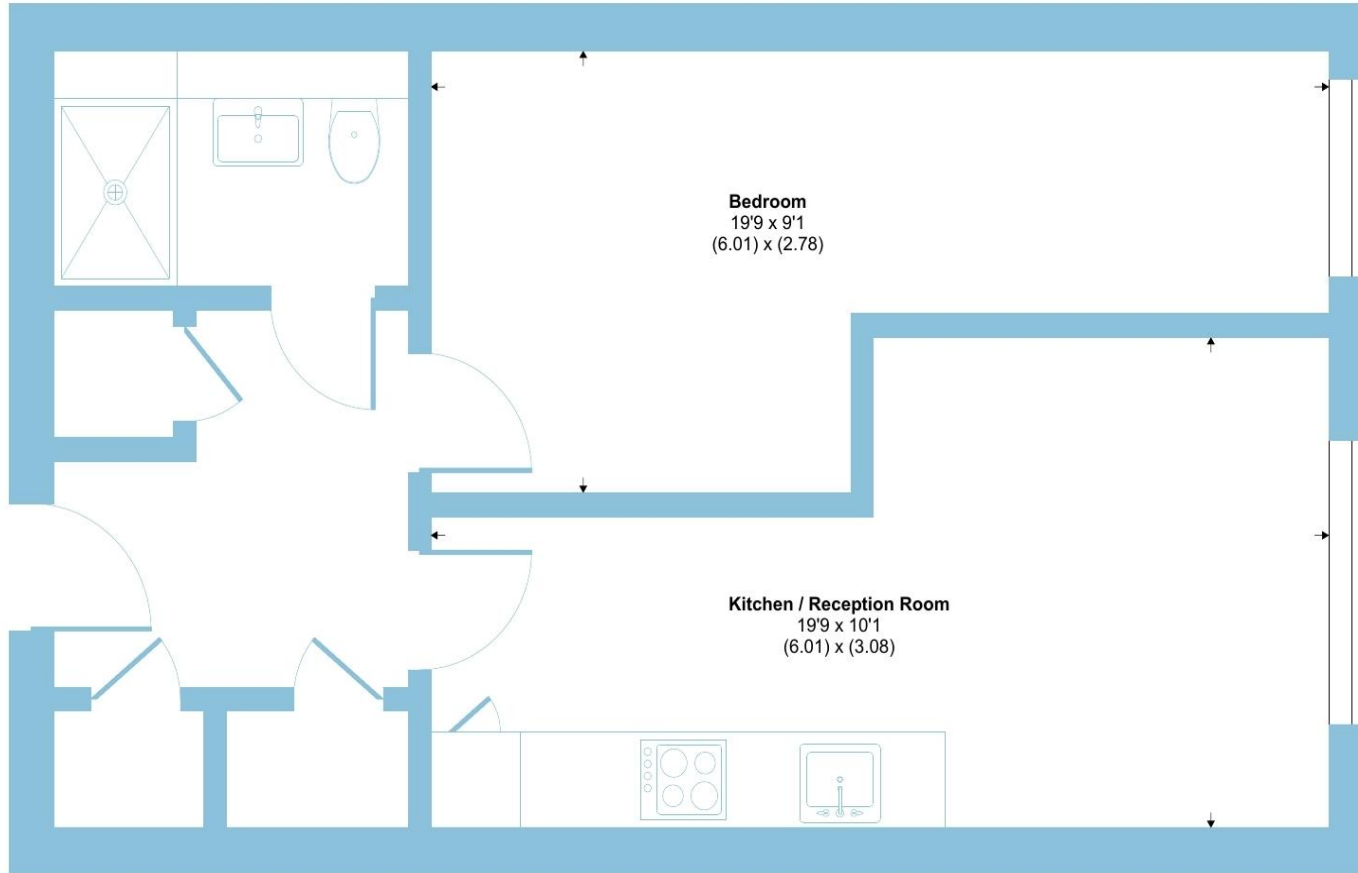 Bedroom
19'9 x 9'1
(6.01) x (2.78)
Kitchen / Reception Room
19'9 x 10'1
(6.01) x (3.08)